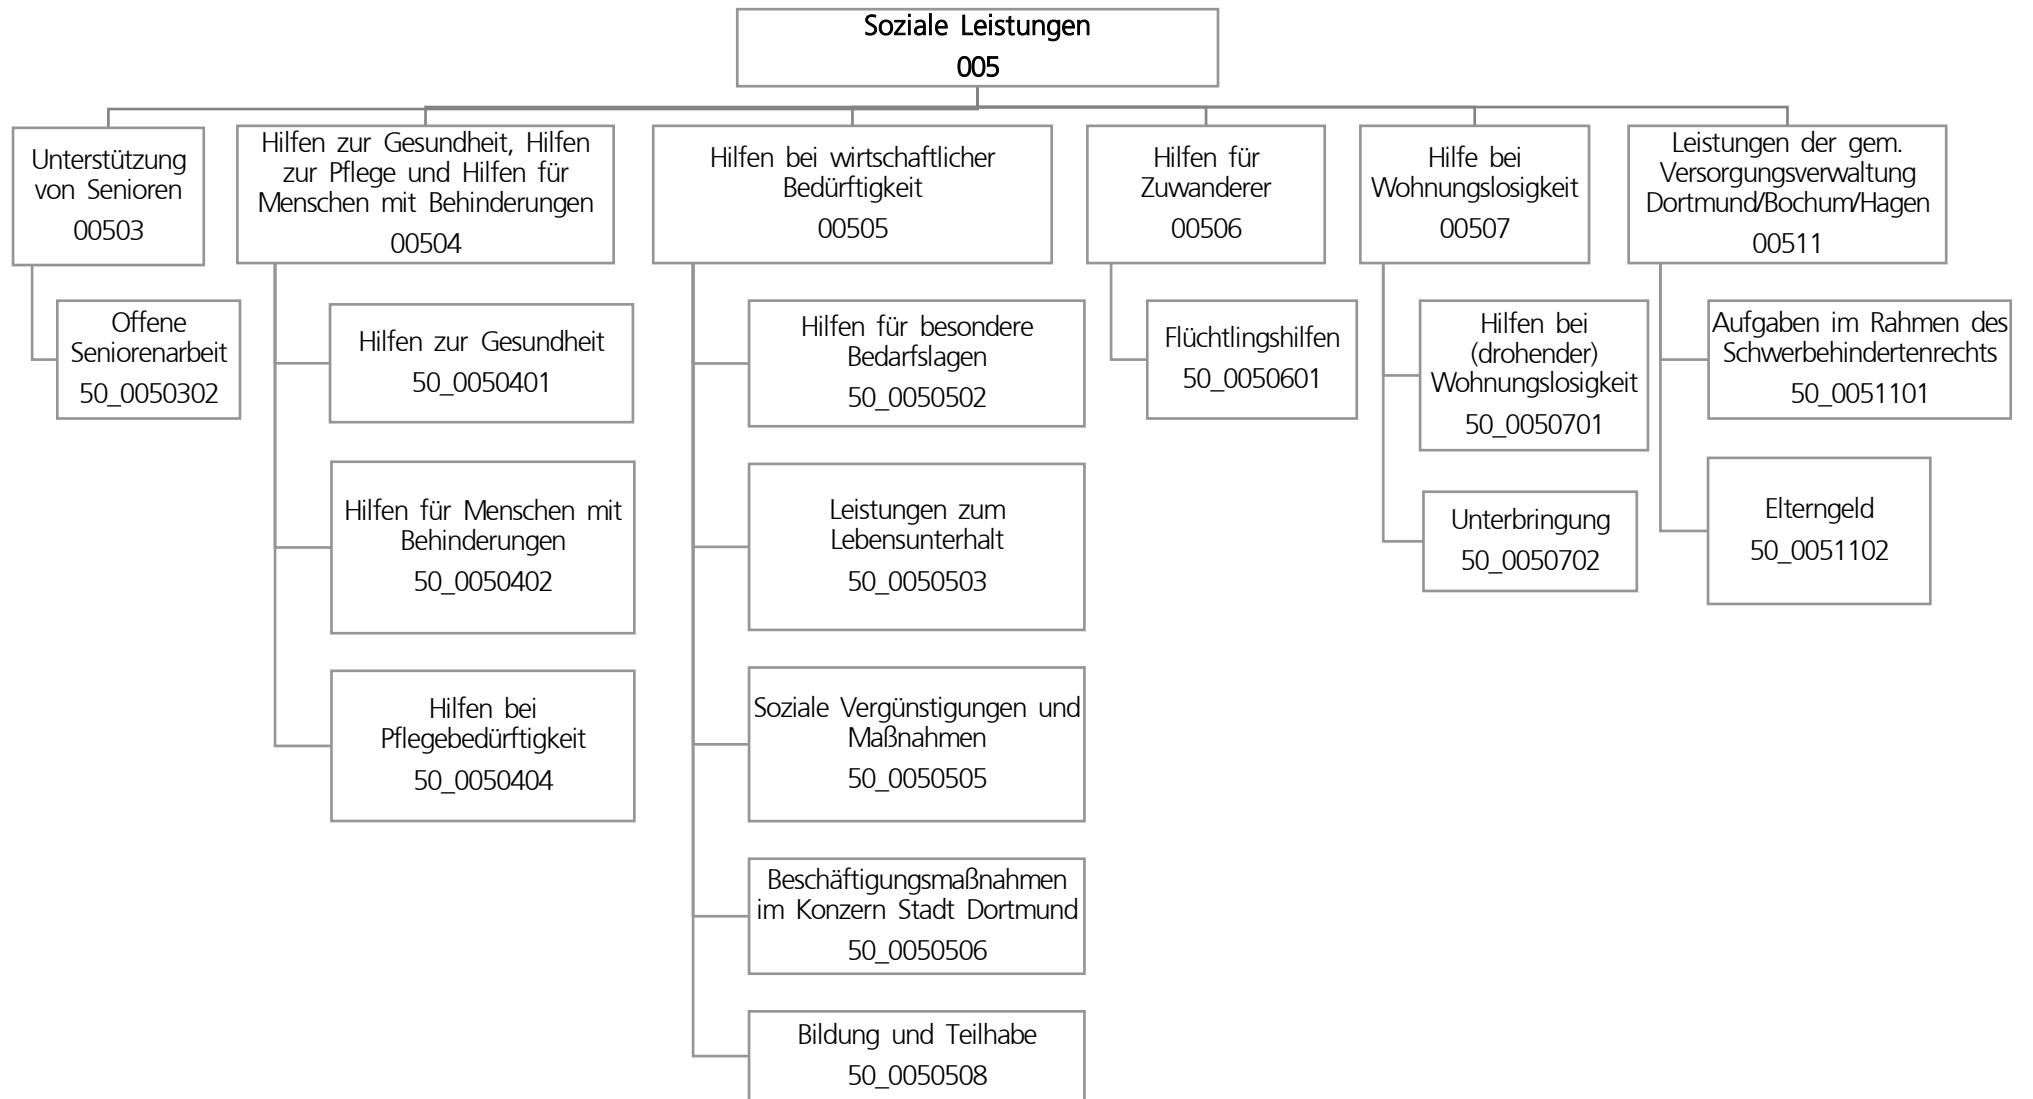 Soziale Leistungen
005
Unterstützung
von Senioren
00503
Offene
Seniorenarbeit
50_0050302
Hilfen zur Gesundheit, Hilfen
zur Pflege und Hilfen für
Menschen mit Behinderungen
00504
Hilfen zur Gesundheit
50_0050401
Hilfen für Menschen mit
Behinderungen
50_0050402
Hilfen bei
Pflegebedürftigkeit
50_0050404
Hilfen bei wirtschaftlicher
Bedürftigkeit
00505
Hilfen für besondere
Bedarfslagen
50_0050502
Leistungen zum
Lebensunterhalt
50_0050503
Soziale Vergünstigungen und
Maßnahmen
50_0050505
Beschäftigungsmaßnahmen
im Konzern Stadt Dortmund
50_0050506
Bildung und Teilhabe
50_0050508
Hilfen für
Zuwanderer
00506
Flüchtlingshilfen
50_0050601
Hilfe bei
Wohnungslosigkeit
00507
Hilfen bei
(drohender)
Wohnungslosigkeit
50_0050701
Unterbringung
50_0050702
Leistungen der gem.
Versorgungsverwaltung
Dortmund/Bochum/Hagen
00511
Aufgaben im Rahmen des
Schwerbehindertenrechts
50_0051101
Elterngeld
50_0051102